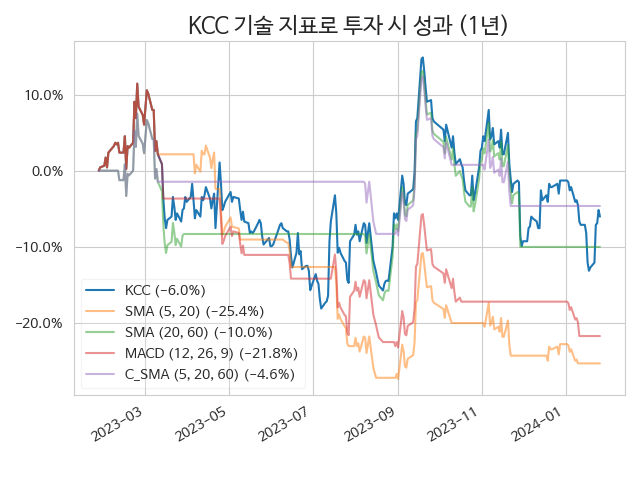 KCC 기술 지표로 투자 시 성과 (1년)
10.0%
0.0%
−10.0%
−20.0%
KCC (−6.0%)
SMA (5, 20) (−25.4%)
SMA (20, 60) (−10.0%)
MACD (12, 26, 9) (−21.8%)
C_SMA (5, 20, 60) (−4.6%)
2023-03
2023-05
2023-07
2023-09
2023-11
2024-01